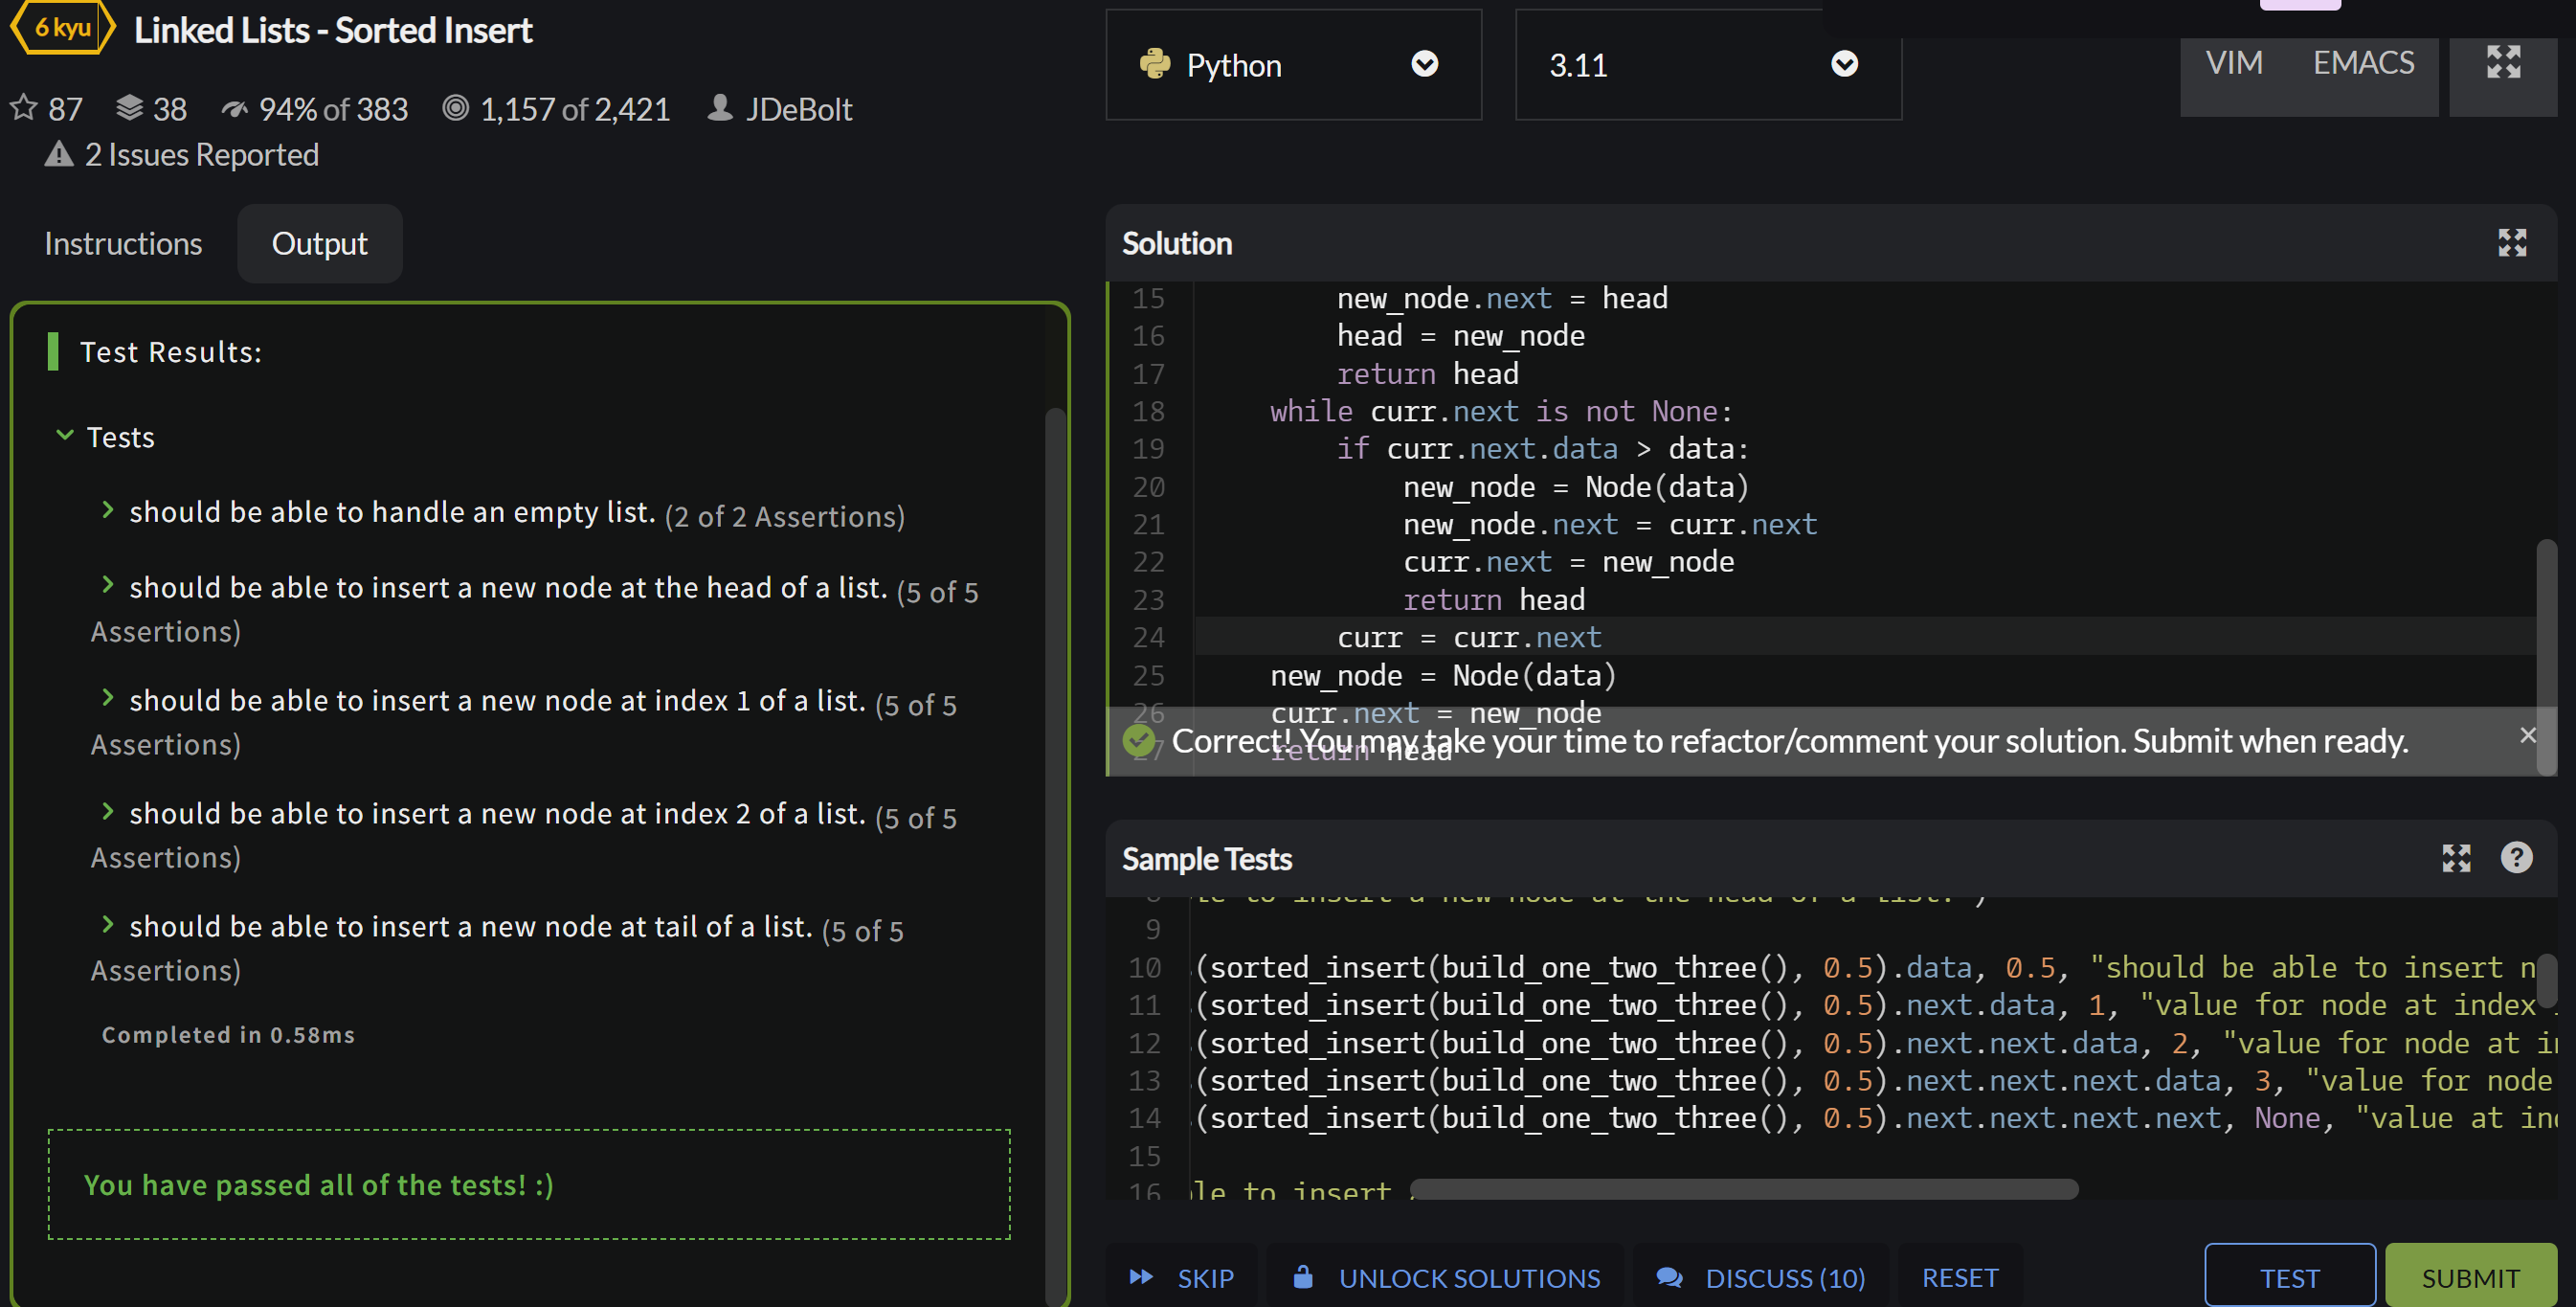 6 kyu Linked Lists - Sorted Insert
87 38 94% of 383 1,157 of 2,421 JDeBolt
2 Issues Reported
Instructions Output
Test Results:
Tests
should be able to handle an empty list. (2 of 2 Assertions)
should be able to insert a new node at the head of a list. (5 of 5
Assertions)
should be able to insert a new node at index 1 of a list. (5 of 5
Assertions)
should be able to insert a new node at index 2 of a list. (5 of 5
Assertions)
should be able to insert a new node at tail of a list. (5 of 5
Assertions)
Completed in 0.58ms
You have passed all of the tests! :)
Python 3.11 VIM EMACS
Solution
15 new_node.next = head
16 head = new_node
17 return head
18 while curr.next is not None:
19 if curr.next.data > data:
20 new_node = Node(data)
21 new_node.next = curr.next
22 curr.next = new_node
23 return head
24 curr = curr.next
25 new_node = Node(data)
26 curr.next = new_node
27 return head
Correct! You may take your time to refactor/comment your solution. Submit when ready. ×
Sample Tests ?
8 le to insert a new node at the head of a list.")
9
10 (sorted_insert(build_one_two_three(), 0.5).data, 0.5, "should be able to insert n
11 (sorted_insert(build_one_two_three(), 0.5).next.data, 1, "value for node at index
12 (sorted_insert(build_one_two_three(), 0.5).next.next.data, 2, "value for node at i
13 (sorted_insert(build_one_two_three(), 0.5).next.next.next.data, 3, "value for node
14 (sorted_insert(build_one_two_three(), 0.5).next.next.next.next, None, "value at in
15
16 le to insert
SKIP UNLOCK SOLUTIONS DISCUSS (10) RESET TEST SUBMIT